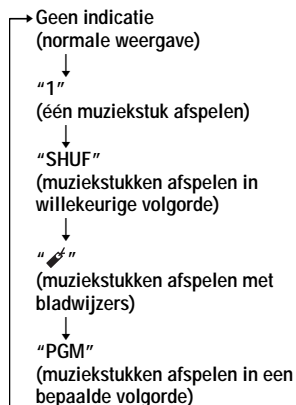 Geen indicatie
(normale weergave)
“1”
(één muziekstuk afspelen)
“SHUF”
(muziekstukken afspelen in
willekeurige volgorde)
“ ”
(muziekstukken afspelen met
bladwijzers)
“PGM”
(muziekstukken afspelen in een
bepaalde volgorde)